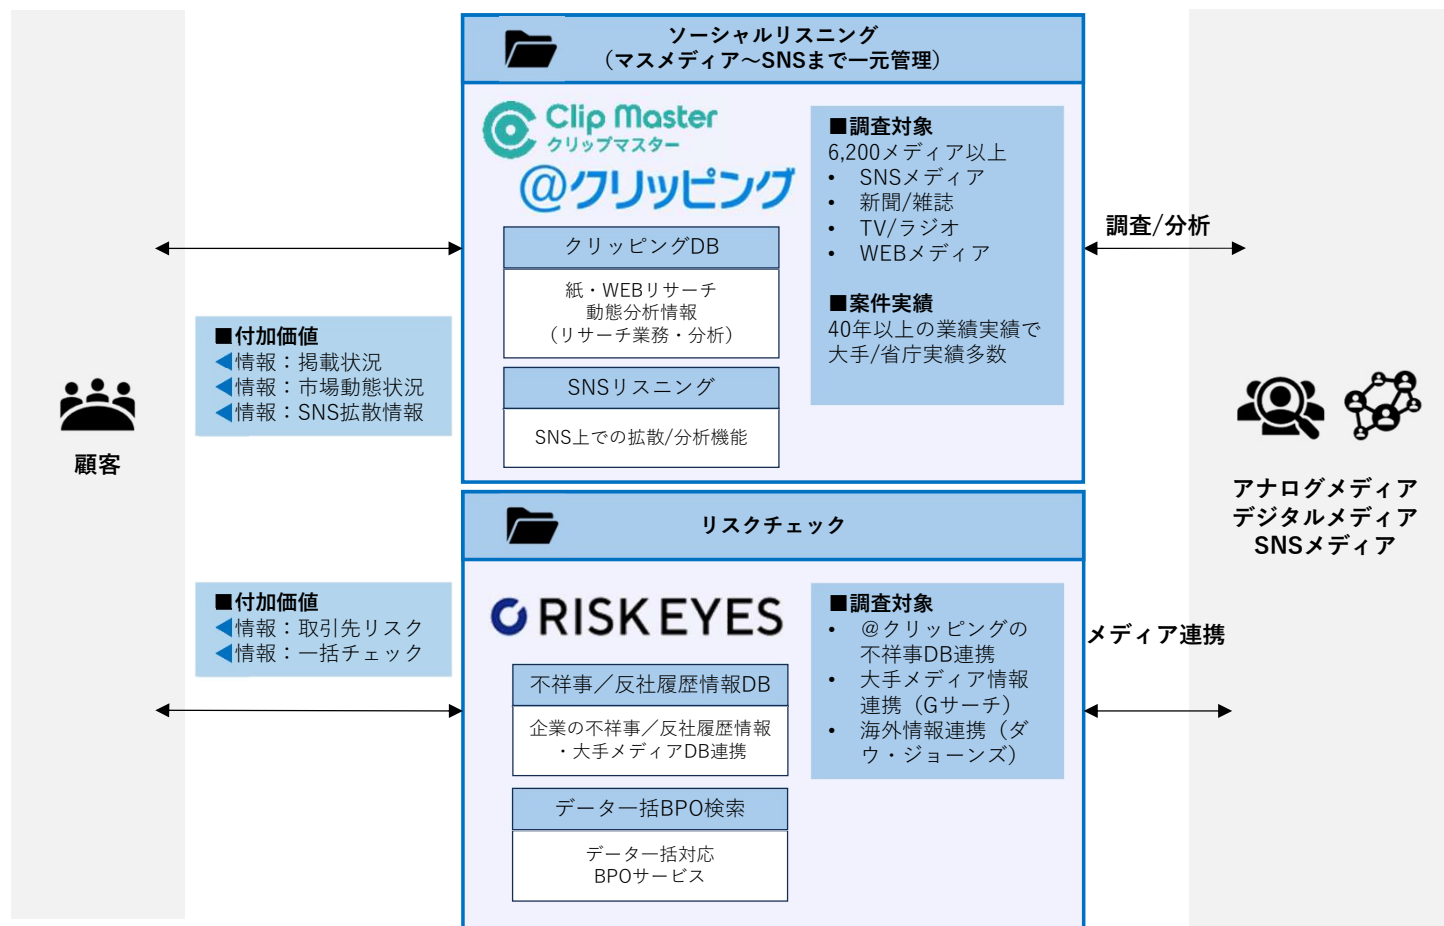 ソーシャルリスニング
（マスメディア～SNSまで一元管理）
Clip Master
クリップマスター
@クリッピング
クリッピングDB
紙・WEBリサーチ
動態分析情報
（リサーチ業務・分析）
SNSリスニング
SNS上での拡散/分析機能
■調査対象
6,200メディア以上
• SNSメディア
• 新聞/雑誌
• TV/ラジオ
• WEBメディア
■案件実績
40年以上の業績実績で
大手/省庁実績多数
調査/分析
■付加価値
◀情報：掲載状況
◀情報：市場動態状況
◀情報：SNS拡散情報
顧客
アナログメディア
デジタルメディア
SNSメディア
リスクチェック
RISK EYES
不祥事／反社履歴情報DB
企業の不祥事／反社履歴情報
・大手メディアDB連携
データ一括BPO検索
データ一括対応
BPOサービス
■調査対象
• @クリッピングの
不祥事DB連携
• 大手メディア情報
連携（Gサーチ）
• 海外情報連携（ダ
ウ・ジョーンズ）
メディア連携
■付加価値
◀情報：取引先リスク
◀情報：一括チェック